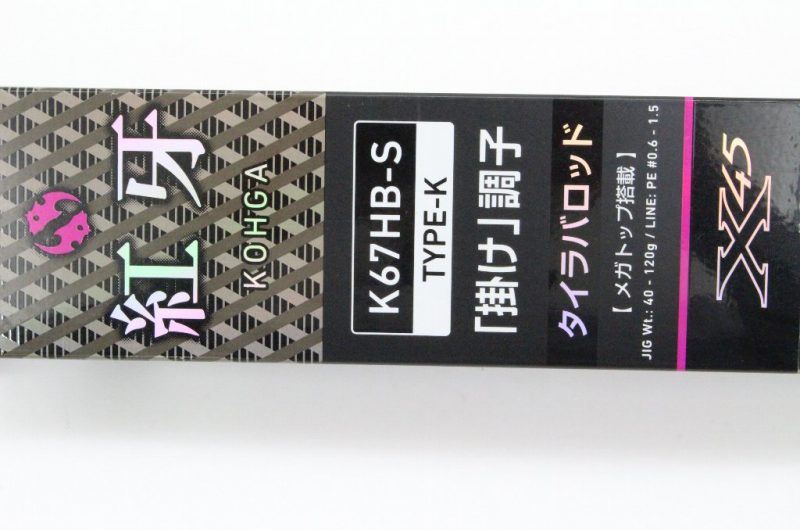 紅牙
KOHGA
K67HB-S
TYPE-K
「掛け」調子
タイラバロッド
【 メガトップ搭載 】
JIG Wt.: 40 - 120g / LINE: PE #0.6 - 1.5
X45